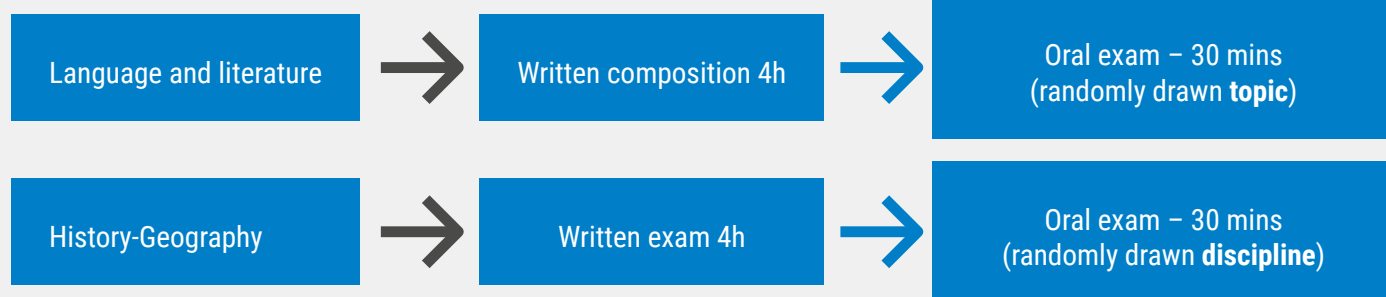 Language and literature
Written composition 4h
Oral exam – 30 mins
(randomly drawn topic)
History-Geography
Written exam 4h
Oral exam – 30 mins
(randomly drawn discipline)